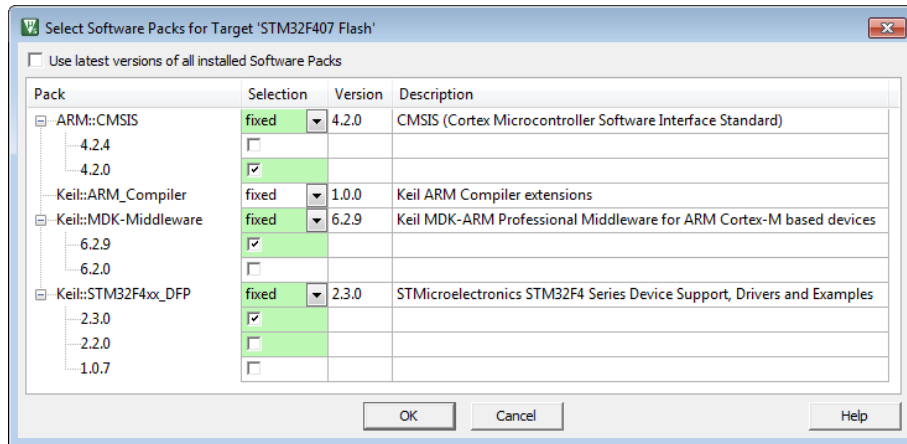 Select Software Packs for Target 'STM32F407 Flash'
Use latest versions of all installed Software Packs
Pack Selection Version Description
ARM::CMSIS fixed 4.2.0 CMSIS (Cortex Microcontroller Software Interface Standard)
4.2.4
4.2.0
Keil::ARM_Compiler fixed 1.0.0 Keil ARM Compiler extensions
Keil::MDK-Middleware fixed 6.2.9 Keil MDK-ARM Professional Middleware for ARM Cortex-M based devices
6.2.9
6.2.0
Keil::STM32F4xx_DFP fixed 2.3.0 STMicroelectronics STM32F4 Series Device Support, Drivers and Examples
2.3.0
2.2.0
1.0.7
OK Cancel Help